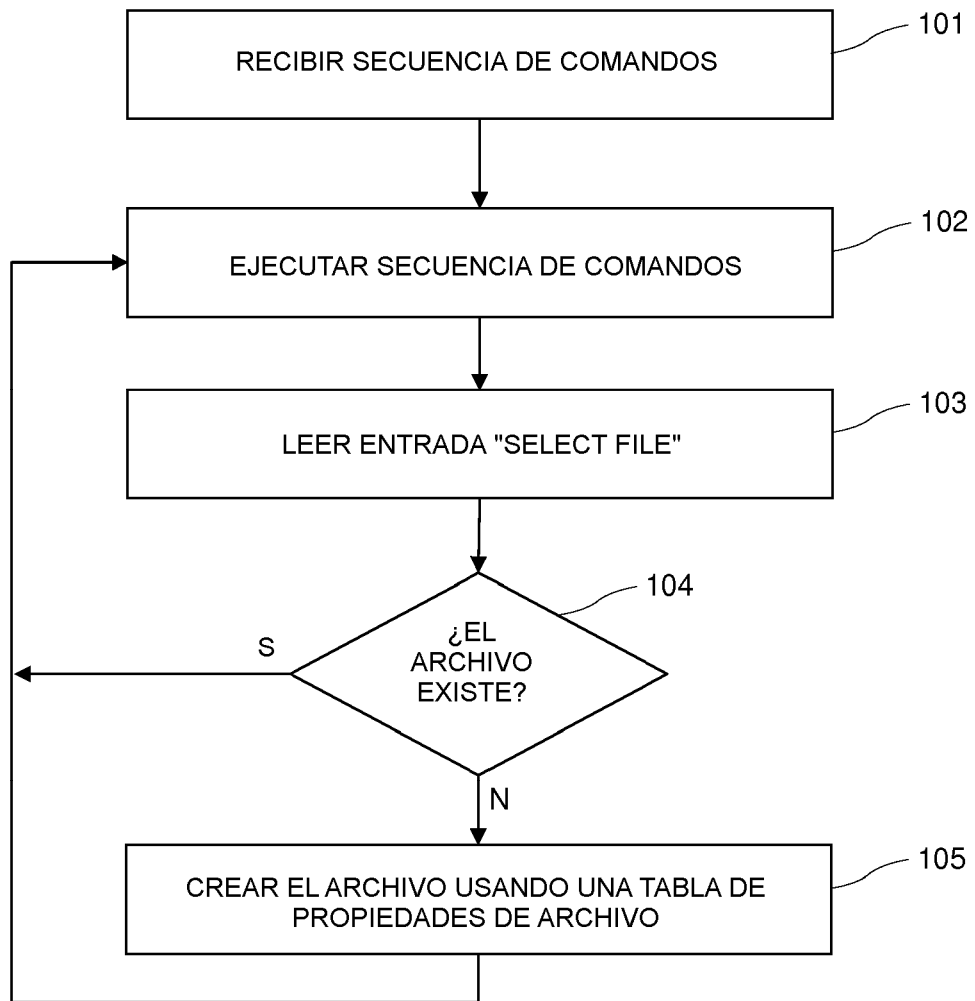 101
RECIBIR SECUENCIA DE COMANDOS
102
EJECUTAR SECUENCIA DE COMANDOS
103
LEER ENTRADA "SELECT FILE"
104
¿EL
ARCHIVO
EXISTE?
S
N
105
CREAR EL ARCHIVO USANDO UNA TABLA DE
PROPIEDADES DE ARCHIVO